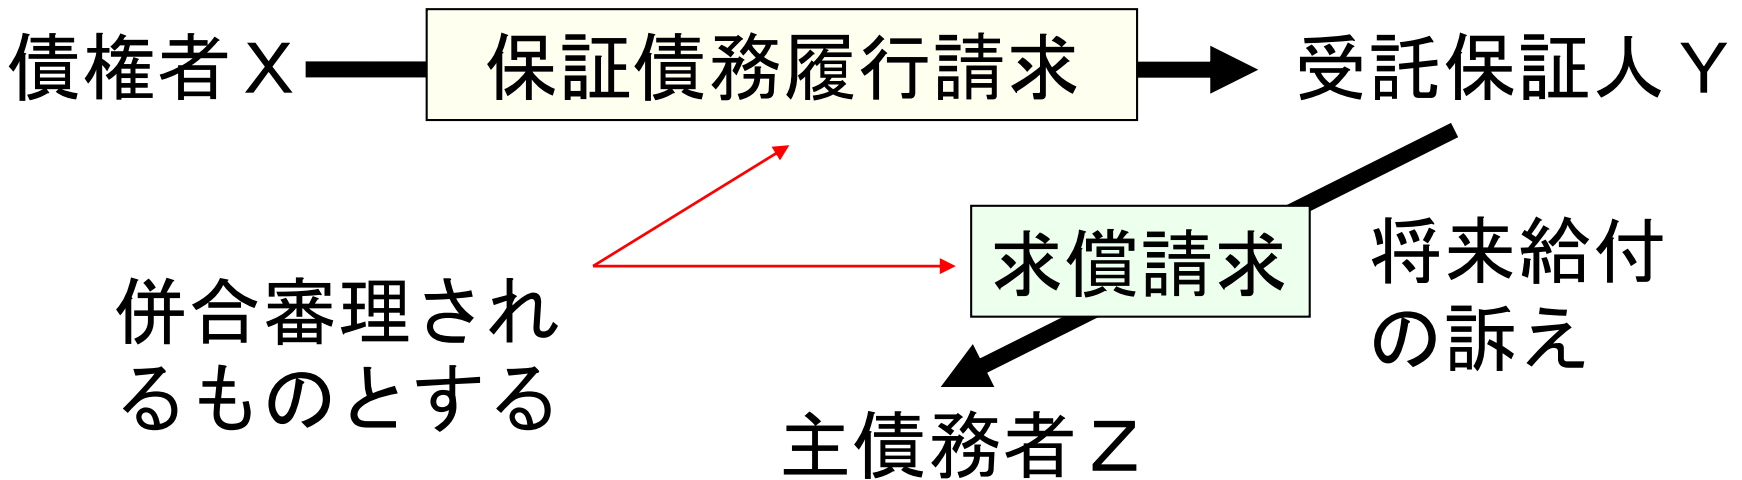 債権者X
保証債務履行請求
受託保証人Y
求償請求
将来給付
の訴え
併合審理され
るものとする
主債務者Z